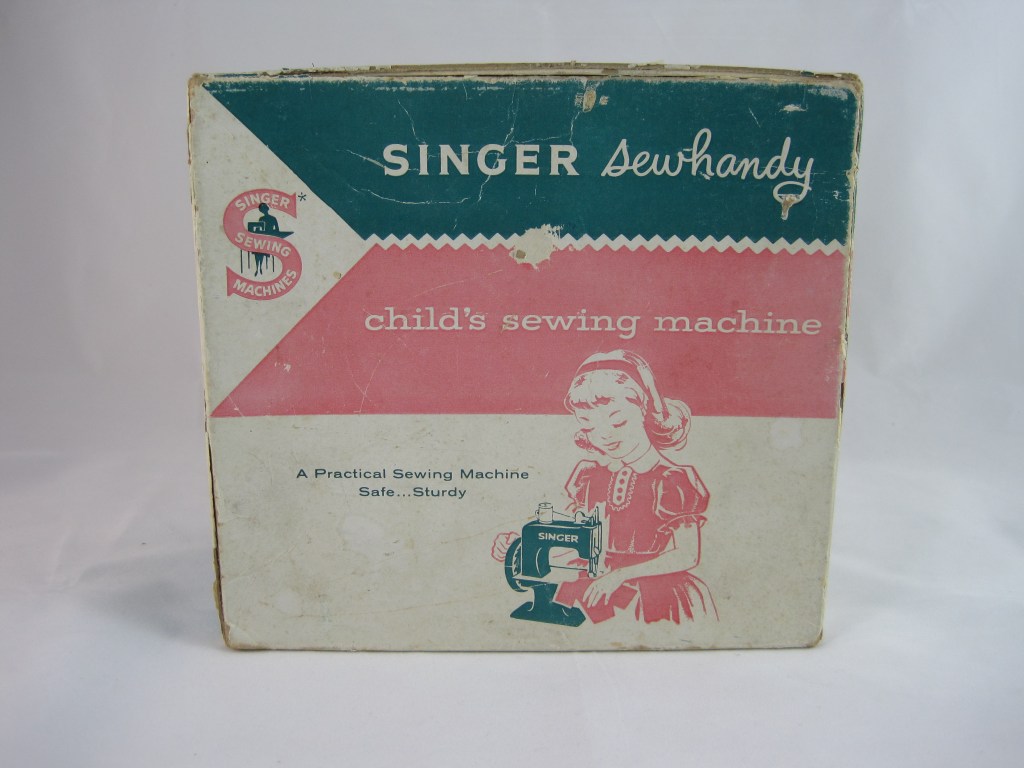 SINGER sewhandy
SINGER *
SEWING
MACHINES
child's sewing machine
A Practical Sewing Machine
Safe...Sturdy
SINGER